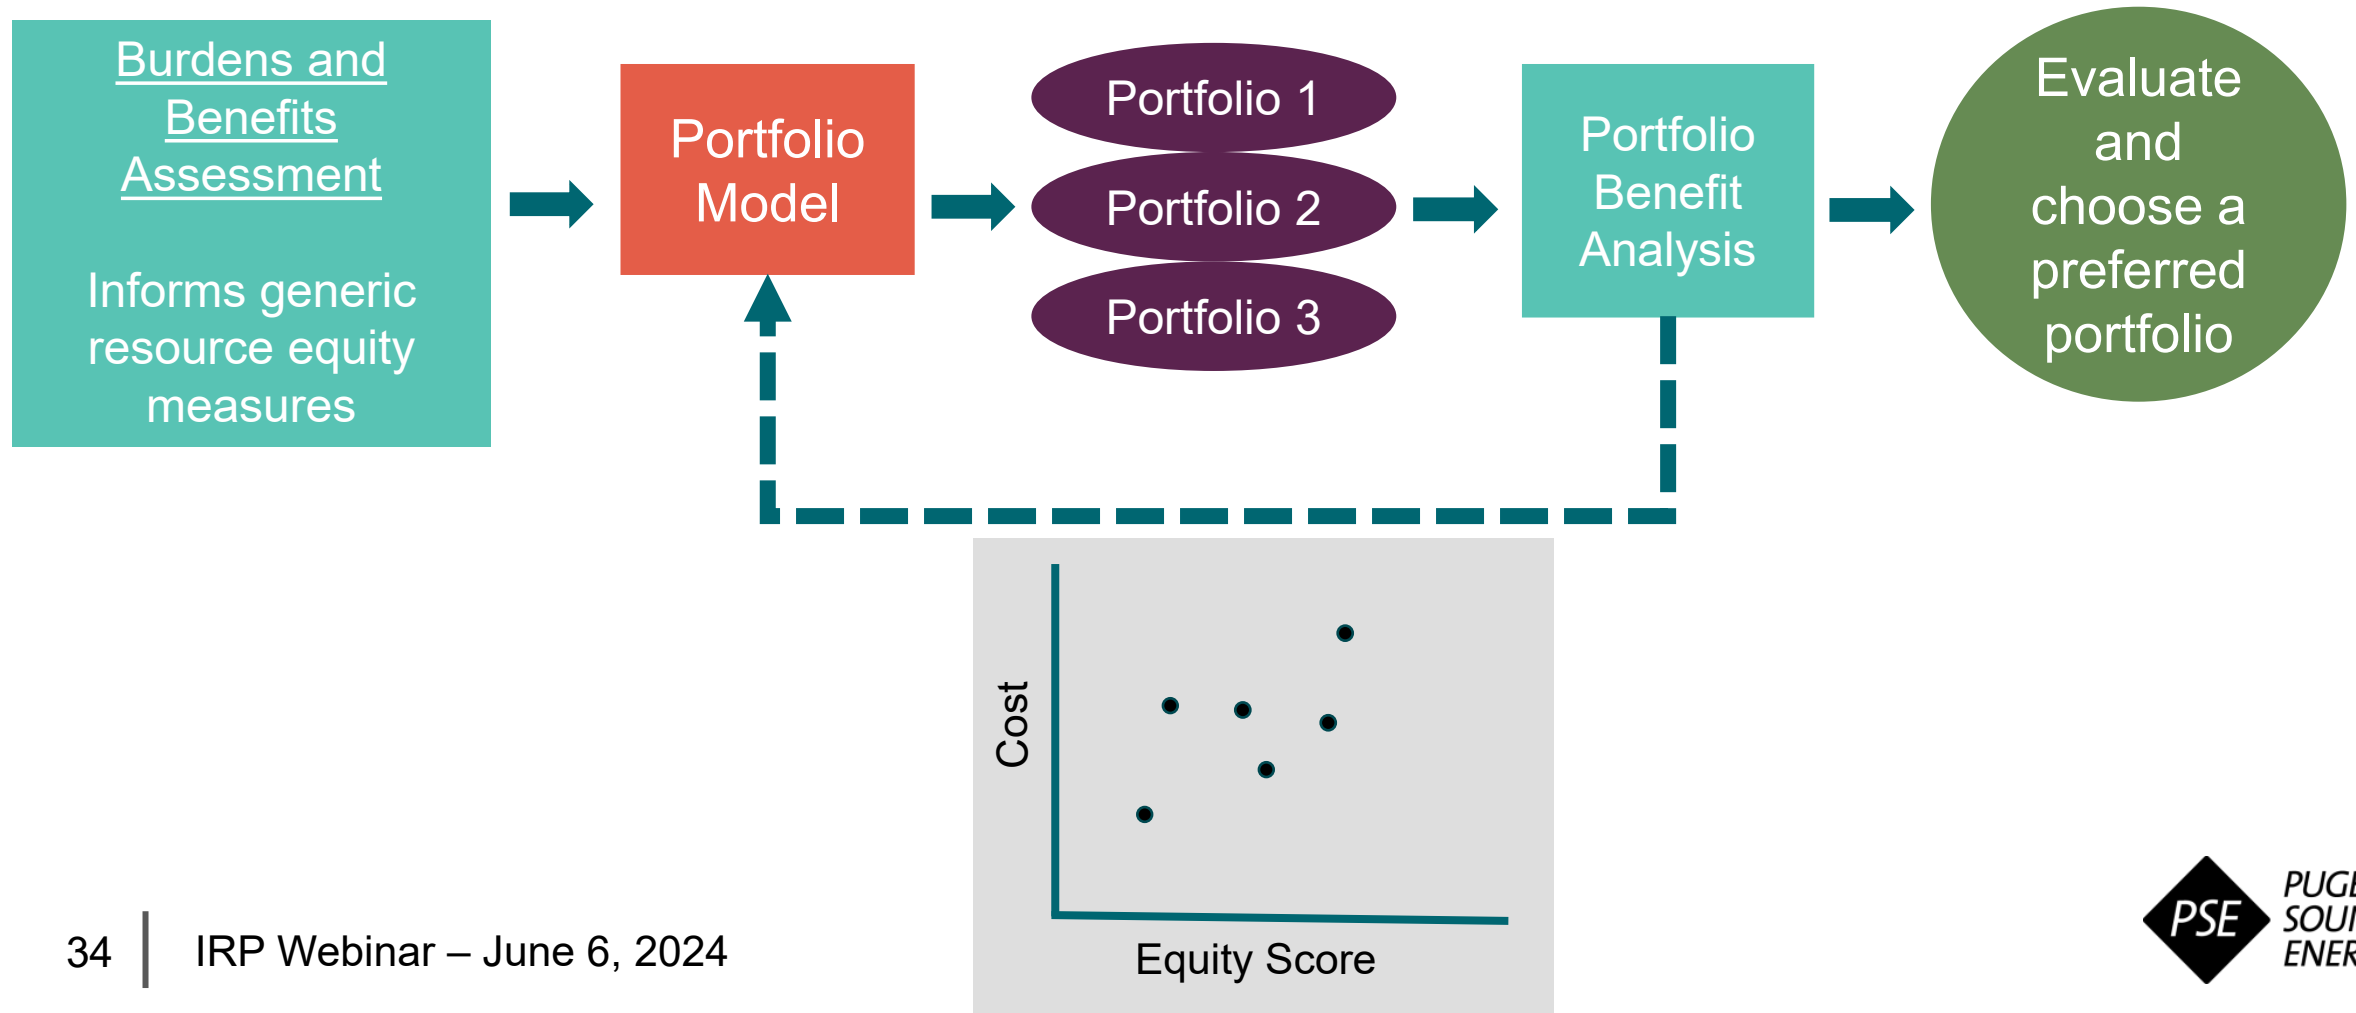 Burdens and
Benefits
Assessment
Informs generic
resource equity
measures
Portfolio
Model
Portfolio 1
Portfolio 2
Portfolio 3
Portfolio
Benefit
Analysis
Evaluate
and
choose a
preferred
portfolio
Cost
Equity Score
34
IRP Webinar – June 6, 2024
PSE